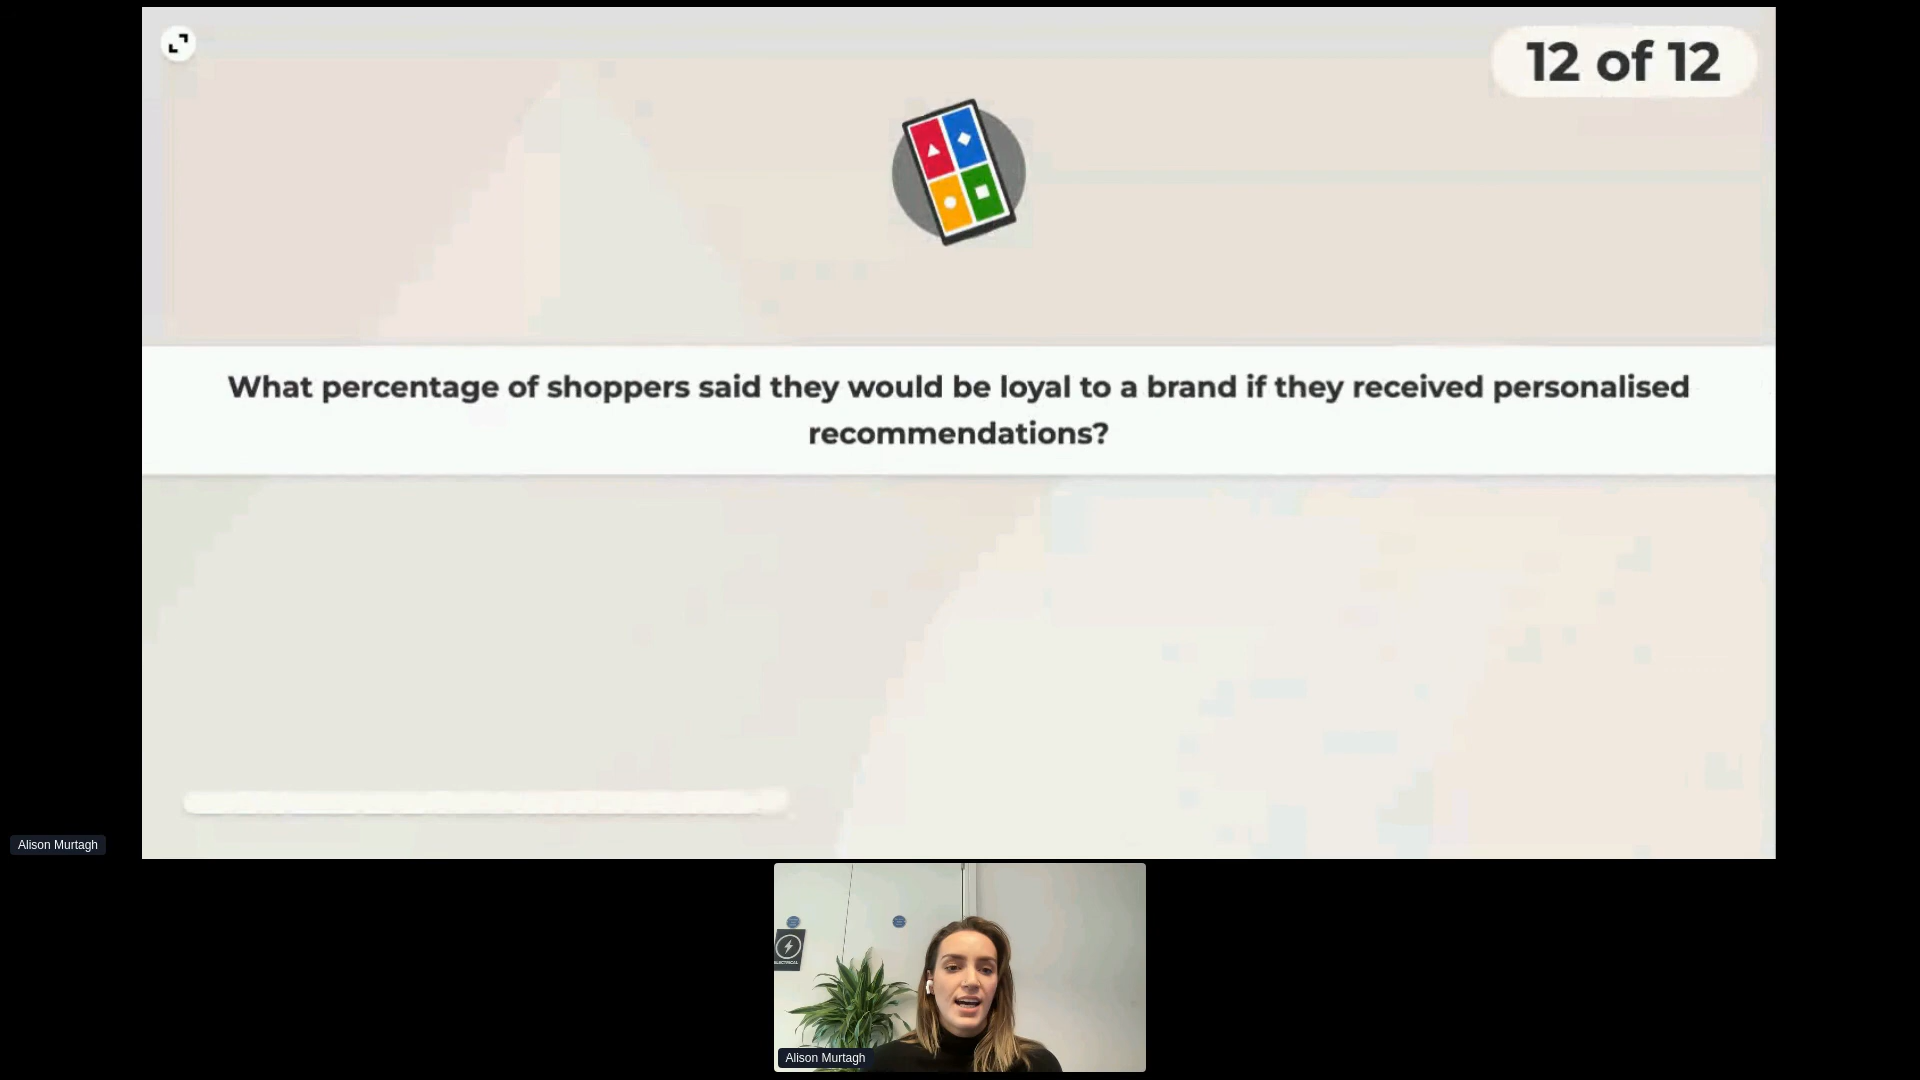 12 of 12
What percentage of shoppers said they would be loyal to a brand if they received personalised
recommendations?
Alison Murtagh
ELECTRICAL
Alison Murtagh